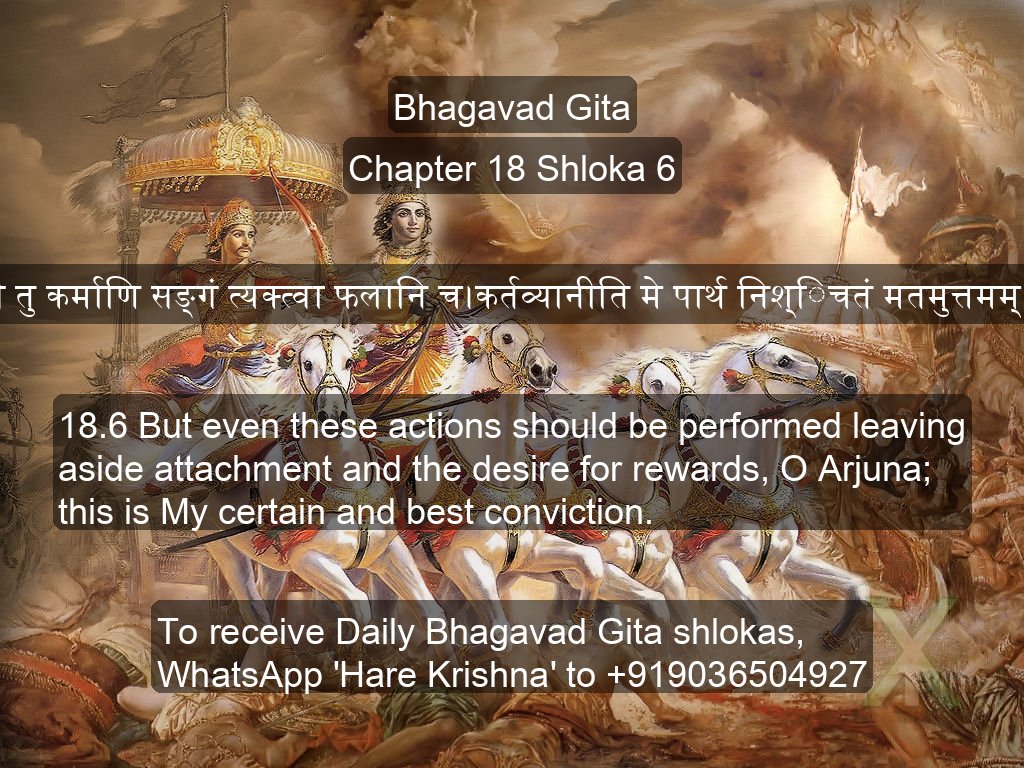 Bhagavad Gita
Chapter 18 Shloka 6
तु कर्माणि सङ्गं त्यक्त्वा फलानि च।कर्तव्यानीति मे पार्थ निश्िचतं मतमुत्तमम्
18.6 But even these actions should be performed leaving
aside attachment and the desire for rewards, O Arjuna;
this is My certain and best conviction.
To receive Daily Bhagavad Gita shlokas,
WhatsApp 'Hare Krishna' to +919036504927